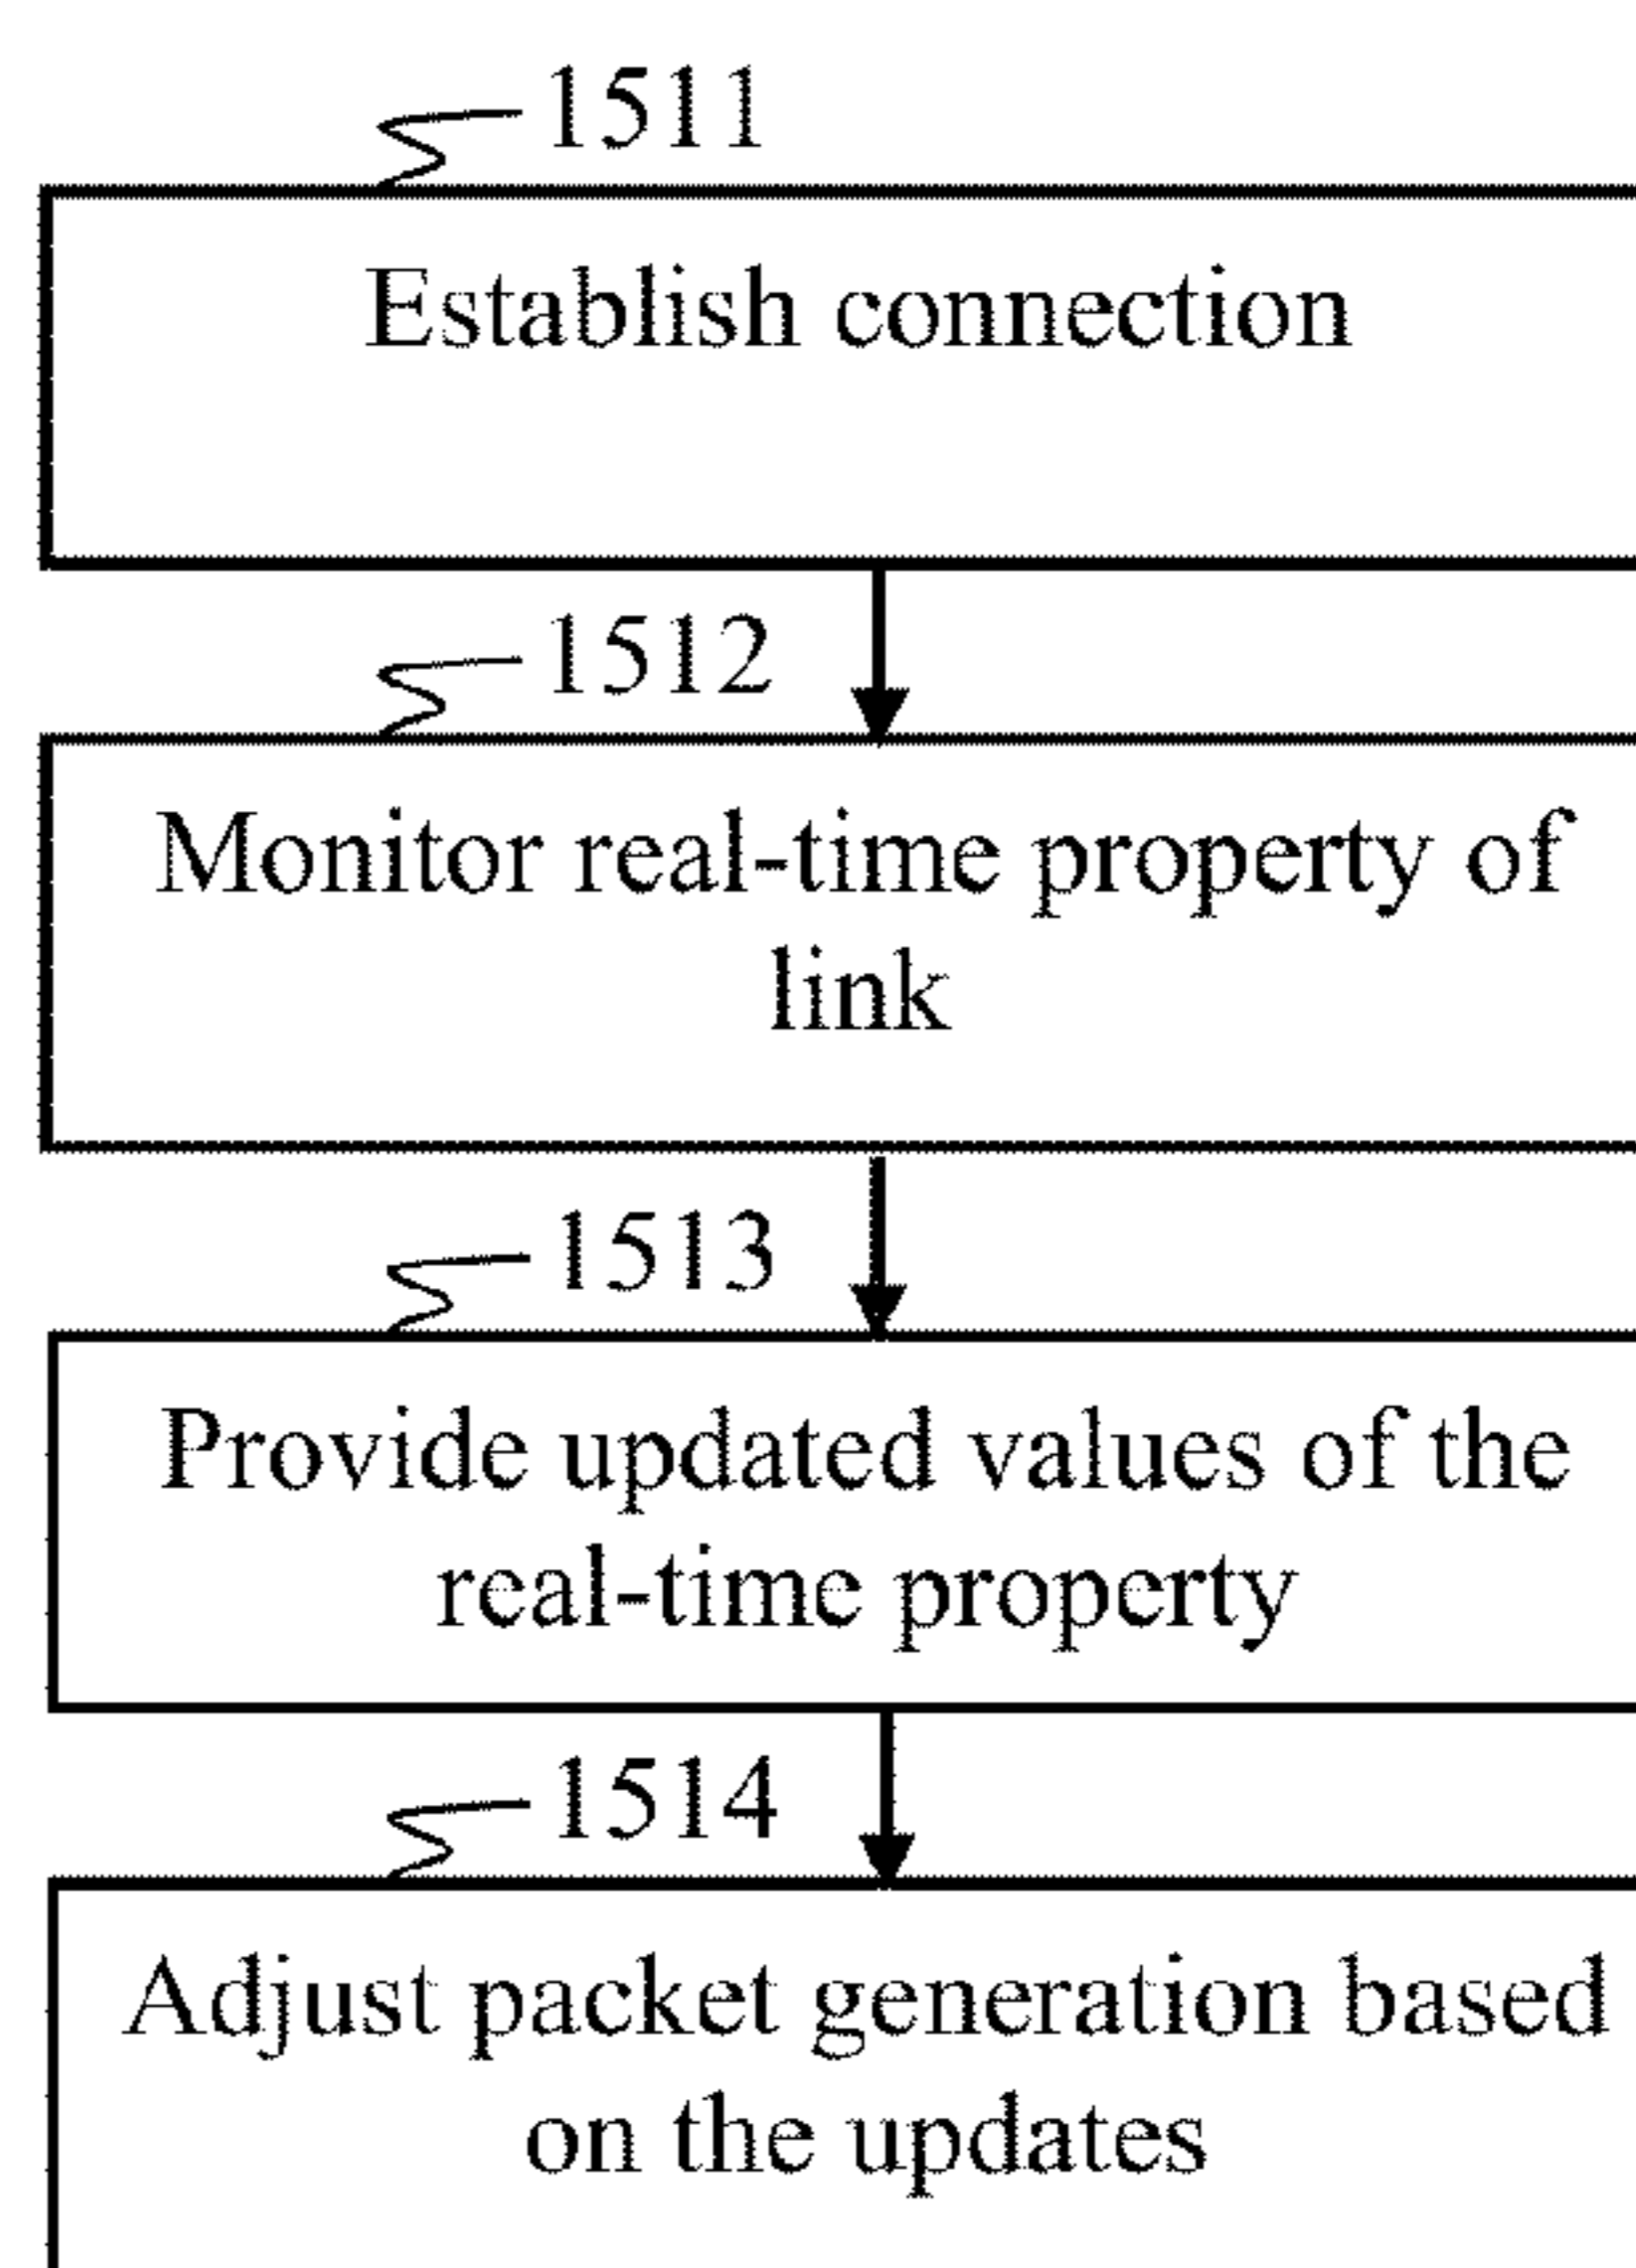 1511
Establish connection
1512
Monitor real-time property of
link
1513
Provide updated values of the
real-time property
1514
Adjust packet generation based
on the updates